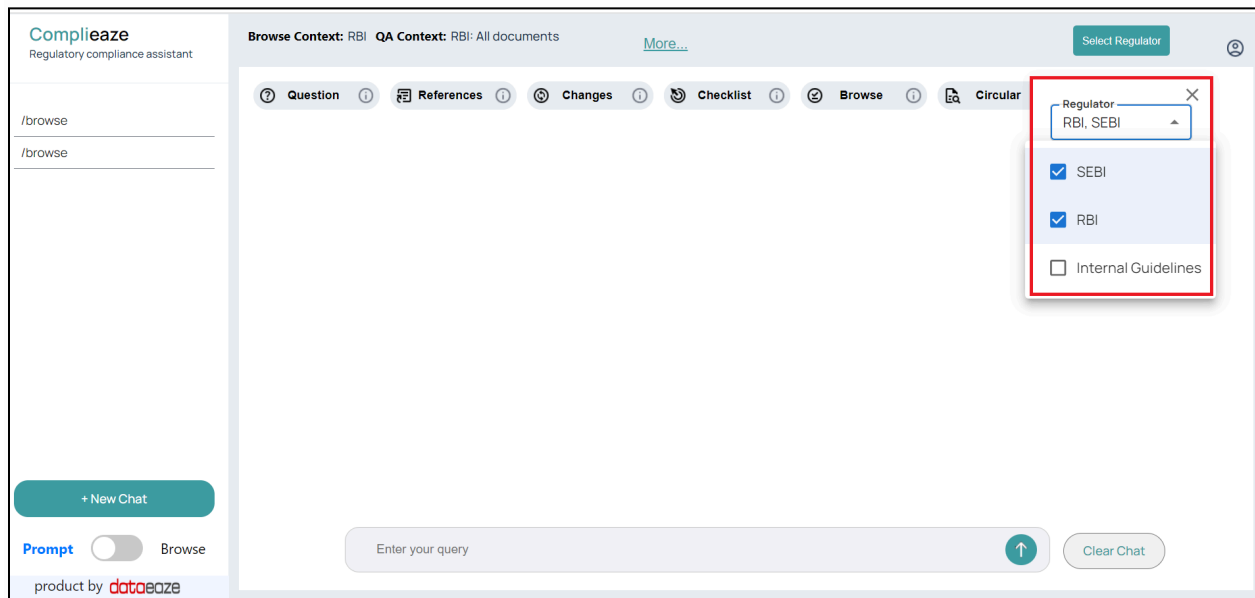 Complieaze
Regulatory compliance assistant
Browse Context: RBI QA Context: RBI: All documents
More...
Select Regulator
/browse
/browse
Question
References
Changes
Checklist
Browse
Circular
Regulator
RBI, SEBI
SEBI
RBI
Internal Guidelines
+ New Chat
Prompt Browse
product by dataeaze
Enter your query
Clear Chat